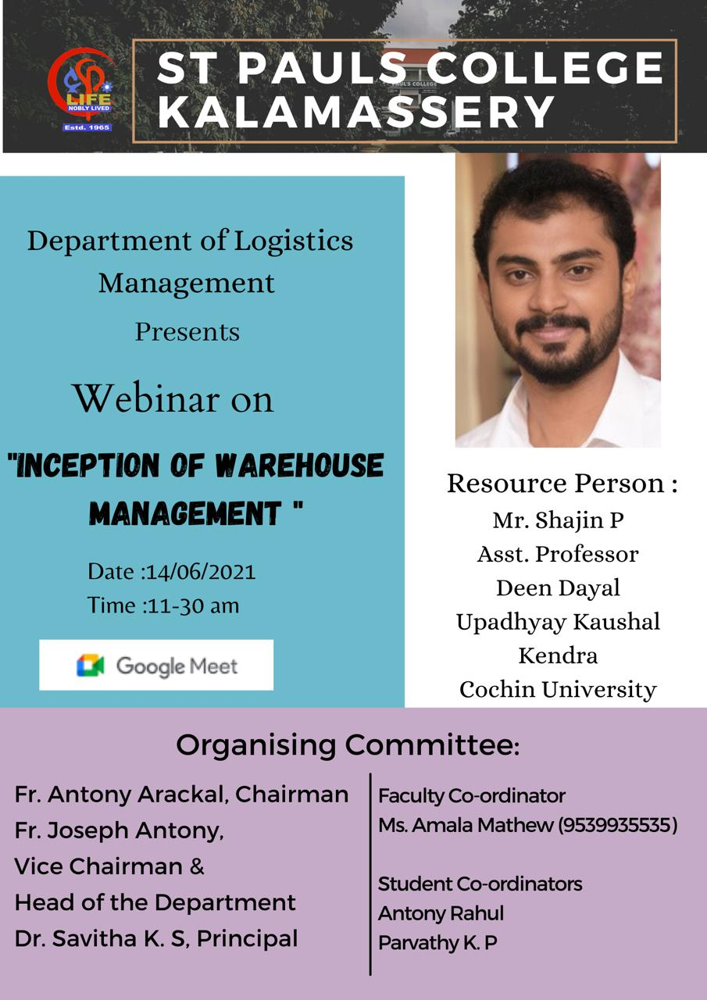 LIFE
NOBLY LIVED
Estd. 1965
ST PAULS COLLEGE
KALAMASSERY
PAUL'S COLLEGE
Department of Logistics
Management
Presents
Webinar on
"INCEPTION OF WAREHOUSE
MANAGEMENT "
Date :14/06/2021
Time :11-30 am
Google Meet
Resource Person :
Mr. Shajin P
Asst. Professor
Deen Dayal
Upadhyay Kaushal
Kendra
Cochin University
Organising Committee:
Fr. Antony Arackal, Chairman
Fr. Joseph Antony,
Vice Chairman &
Head of the Department
Dr. Savitha K. S, Principal
Faculty Co-ordinator
Ms. Amala Mathew (9539935535)
Student Co-ordinators
Antony Rahul
Parvathy K. P